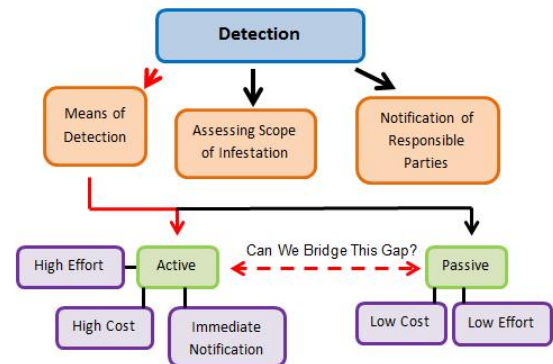 Detection
Means of
Detection
Assessing Scope
of Infestation
Notification of
Responsible
Parties
Can We Bridge This Gap?
High Effort
Active
Passive
High Cost
Immediate
Notification
Low Cost
Low Effort